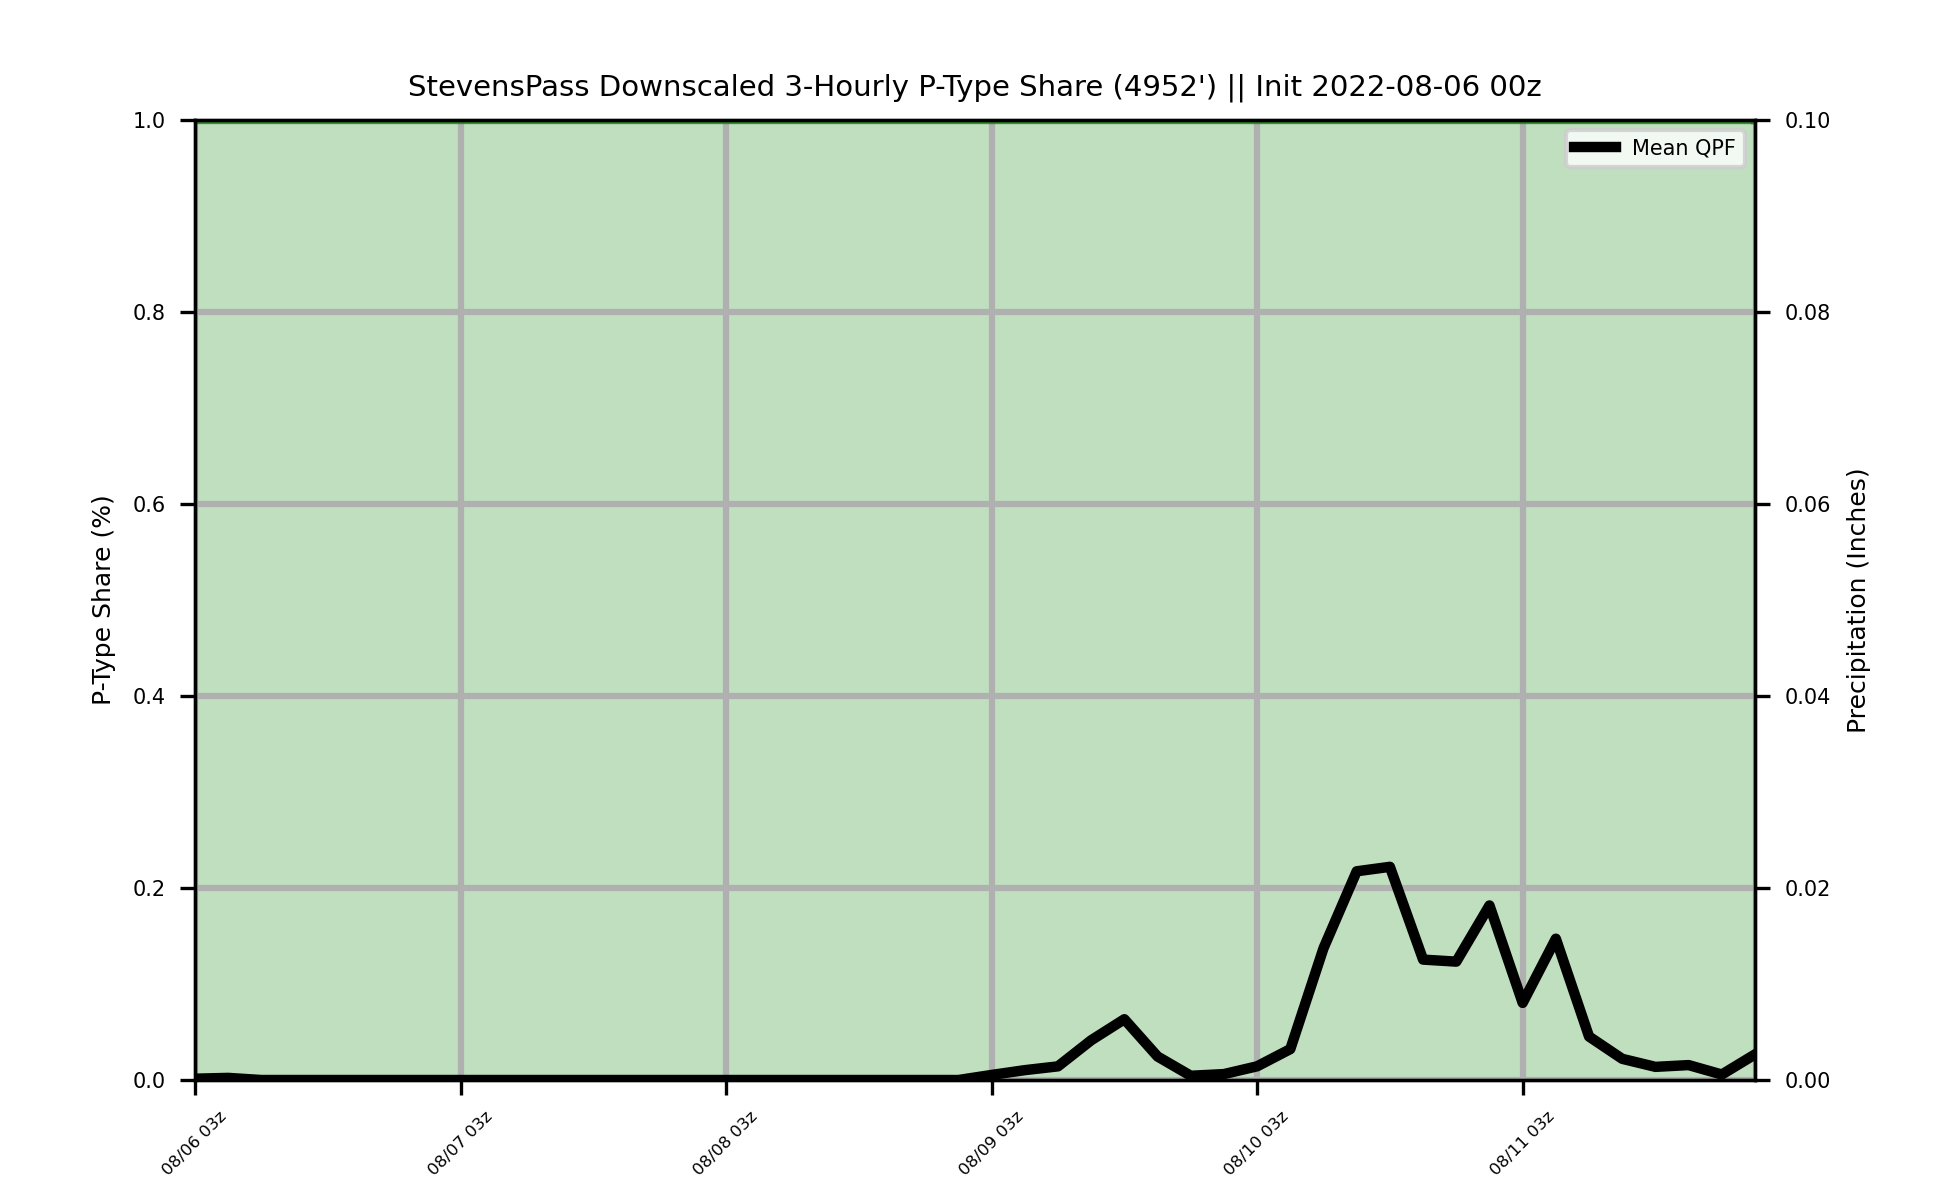 StevensPass Downscaled 3-Hourly P-Type Share (4952') || Init 2022-08-06 00z
Mean QPF
P-Type Share (%)
1.0
0.8
0.6
0.4
0.2
0.0
0.10
0.08
0.06
0.04
0.02
0.00
Precipitation (Inches)
08/06 03z
08/07 03z
08/08 03z
08/09 03z
08/10 03z
08/11 03z